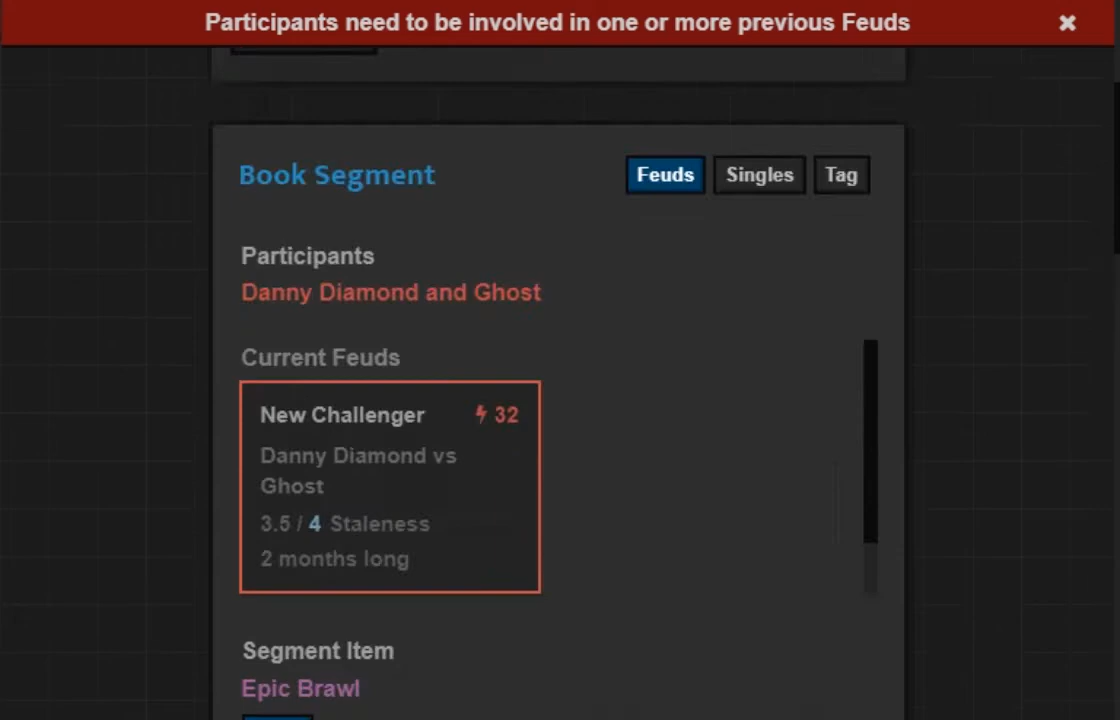 Participants need to be involved in one or more previous Feuds
Book Segment
Feuds
Singles
Tag
Participants
Danny Diamond and Ghost
Current Feuds
New Challenger 32
Danny Diamond vs
Ghost
3.5 / 4 Staleness
2 months long
Segment Item
Epic Brawl